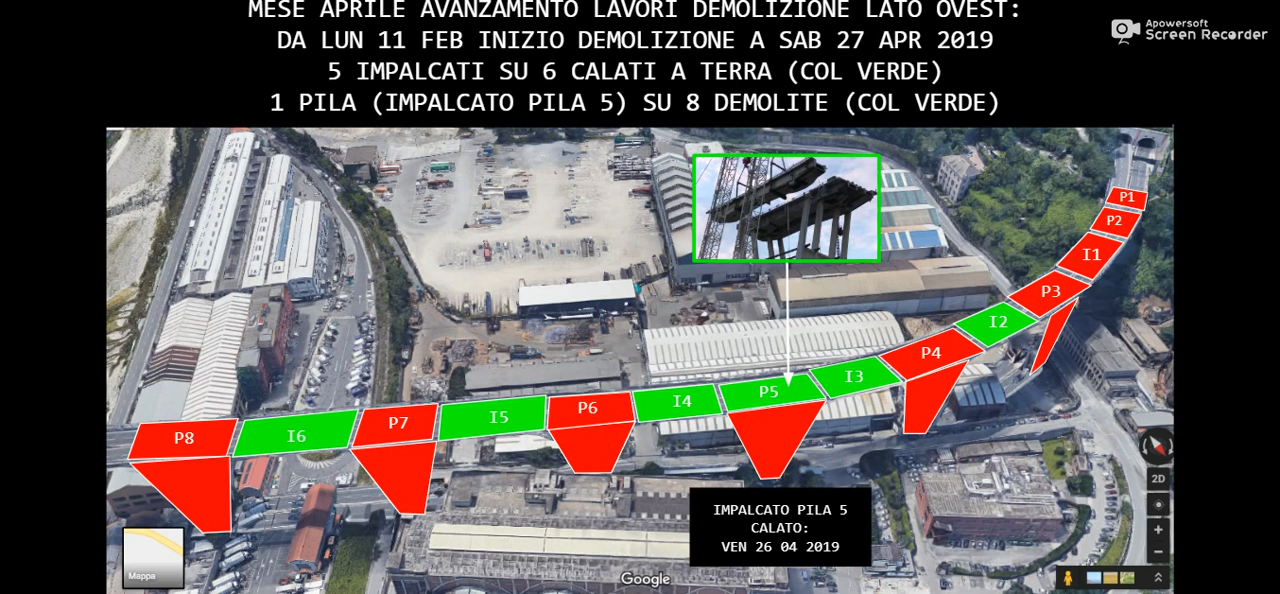 MESE APRILE AVANZAMENTO LAVORI DEMOLIZIONE LATO OVEST:
DA LUN 11 FEB INIZIO DEMOLIZIONE A SAB 27 APR 2019
5 IMPALCATI SU 6 CALATI A TERRA (COL VERDE)
1 PILA (IMPALCATO PILA 5) SU 8 DEMOLITE (COL VERDE)
Apowersoft
Screen Recorder
P1
P2
I1
P3
I2
P4
I3
P5
I4
P6
I5
P7
I6
P8
IMPALCATO PILA 5
CALATO:
VEN 26 04 2019
2D
Mappa
Google